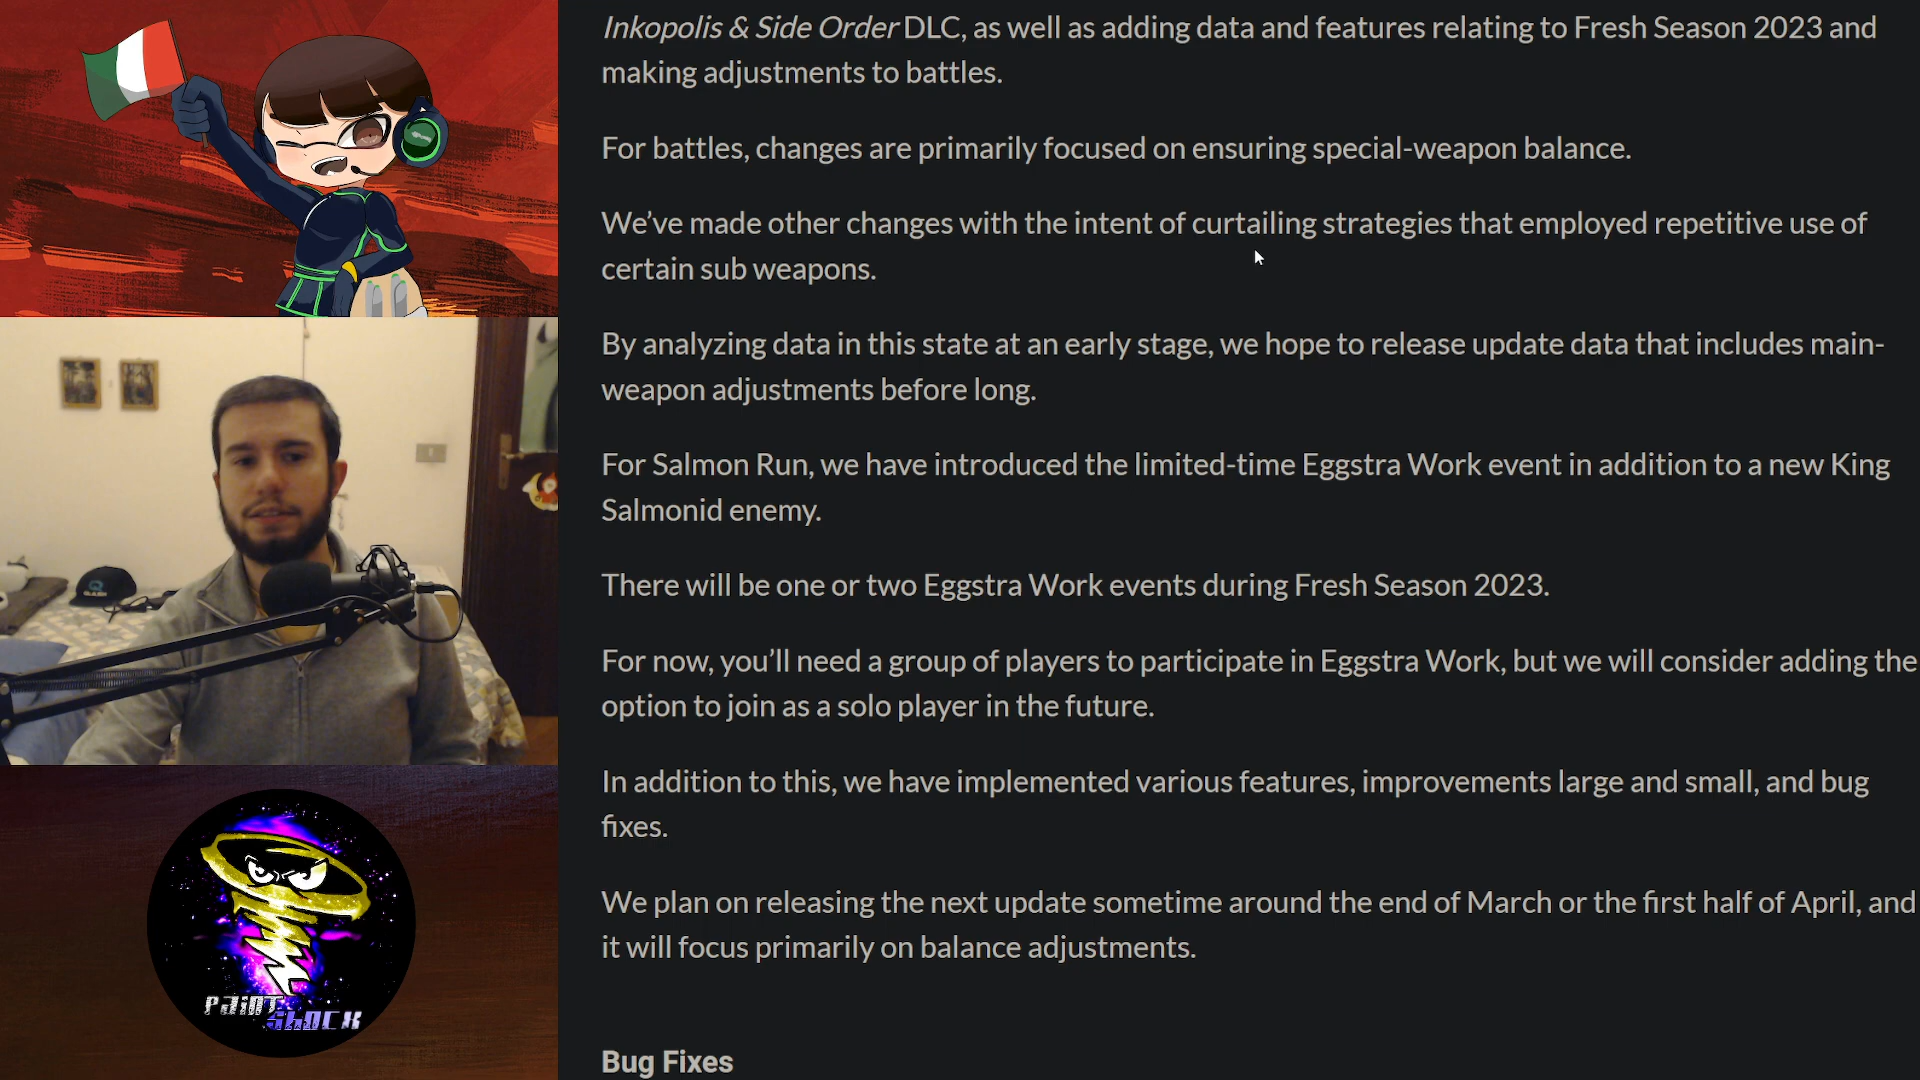 Inkopolis & Side Order DLC, as well as adding data and features relating to Fresh Season 2023 and
making adjustments to battles.
For battles, changes are primarily focused on ensuring special-weapon balance.
We’ve made other changes with the intent of curtailing strategies that employed repetitive use of
certain sub weapons.
By analyzing data in this state at an early stage, we hope to release update data that includes main-
weapon adjustments before long.
For Salmon Run, we have introduced the limited-time Eggstra Work event in addition to a new King
Salmonid enemy.
There will be one or two Eggstra Work events during Fresh Season 2023.
For now, you’ll need a group of players to participate in Eggstra Work, but we will consider adding the
option to join as a solo player in the future.
In addition to this, we have implemented various features, improvements large and small, and bug
fixes.
We plan on releasing the next update sometime around the end of March or the first half of April, and
it will focus primarily on balance adjustments.
Bug Fixes
PAINT
SHOCK